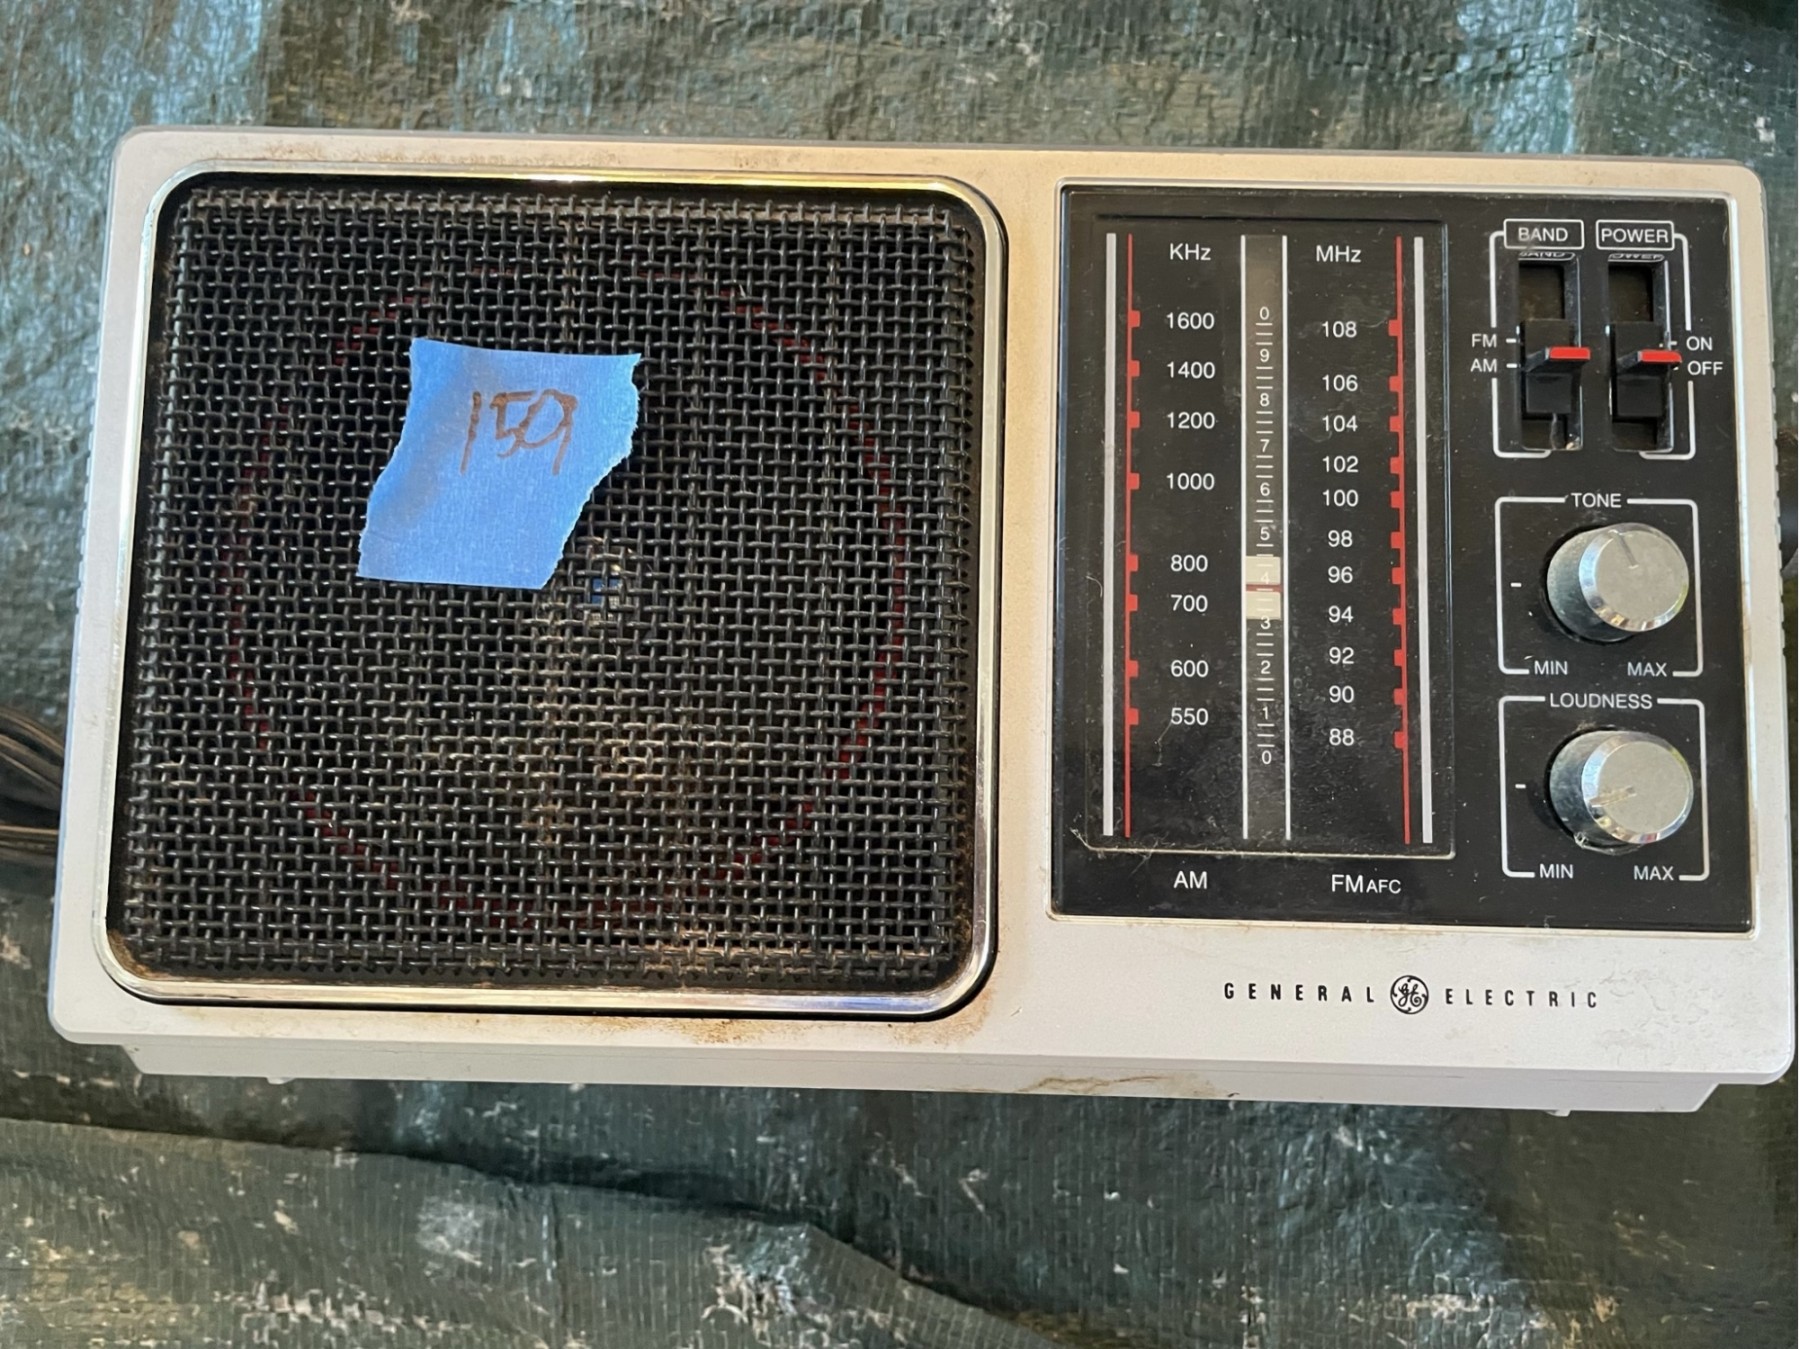 159
KHz
1600
1400
1200
1000
800
700
600
550
AM
0
9
8
7
6
5
4
3
2
1
0
MHz
108
106
104
102
100
98
96
94
92
90
88
FM AFC
BAND
FM
AM
POWER
ON
OFF
TONE
MIN MAX
LOUDNESS
MIN MAX
GENERAL GE ELECTRIC